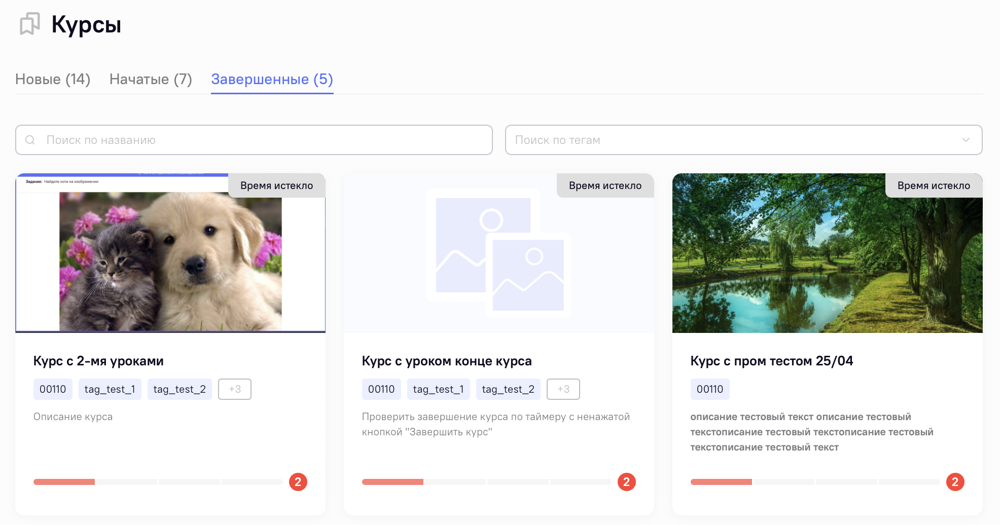 Курсы
Новые (14) Начатые (7) Завершенные (5)
Поиск по названию
Поиск по тегам
Задание: Найдите кота на изображении
Время истекло
Курс с 2-мя уроками
00110 tag_test_1 tag_test_2 +3
Описание курса
2
Время истекло
Курс с уроком конце курса
00110 tag_test_1 tag_test_2 +3
Проверить завершение курса по таймеру с ненажатой
кнопкой "Завершить курс"
2
Время истекло
Курс с пром тестом 25/04
00110
описание тестовый текст описание тестовый
текстописание тестовый текстописание тестовый
текстописание тестовый текст
2